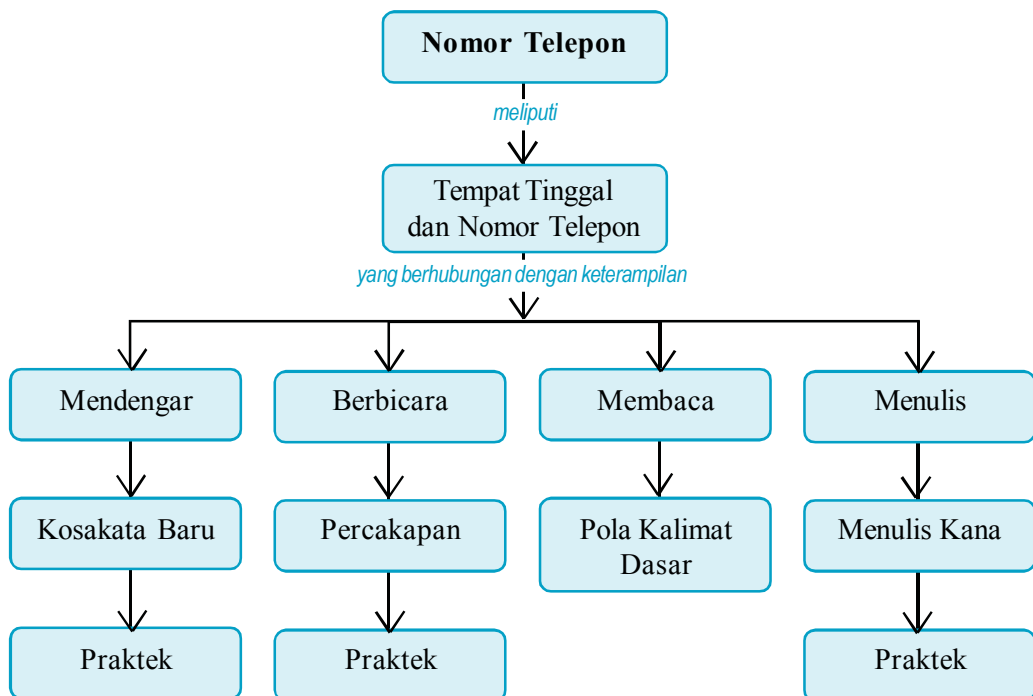 Nomor Telepon
meliputi
Tempat Tinggal
dan Nomor Telepon
yang berhubungan dengan keterampilan
Mendengar
Berbicara
Membaca
Menulis
Kosakata Baru
Percakapan
Pola Kalimat
Dasar
Menulis Kana
Praktek
Praktek
Praktek